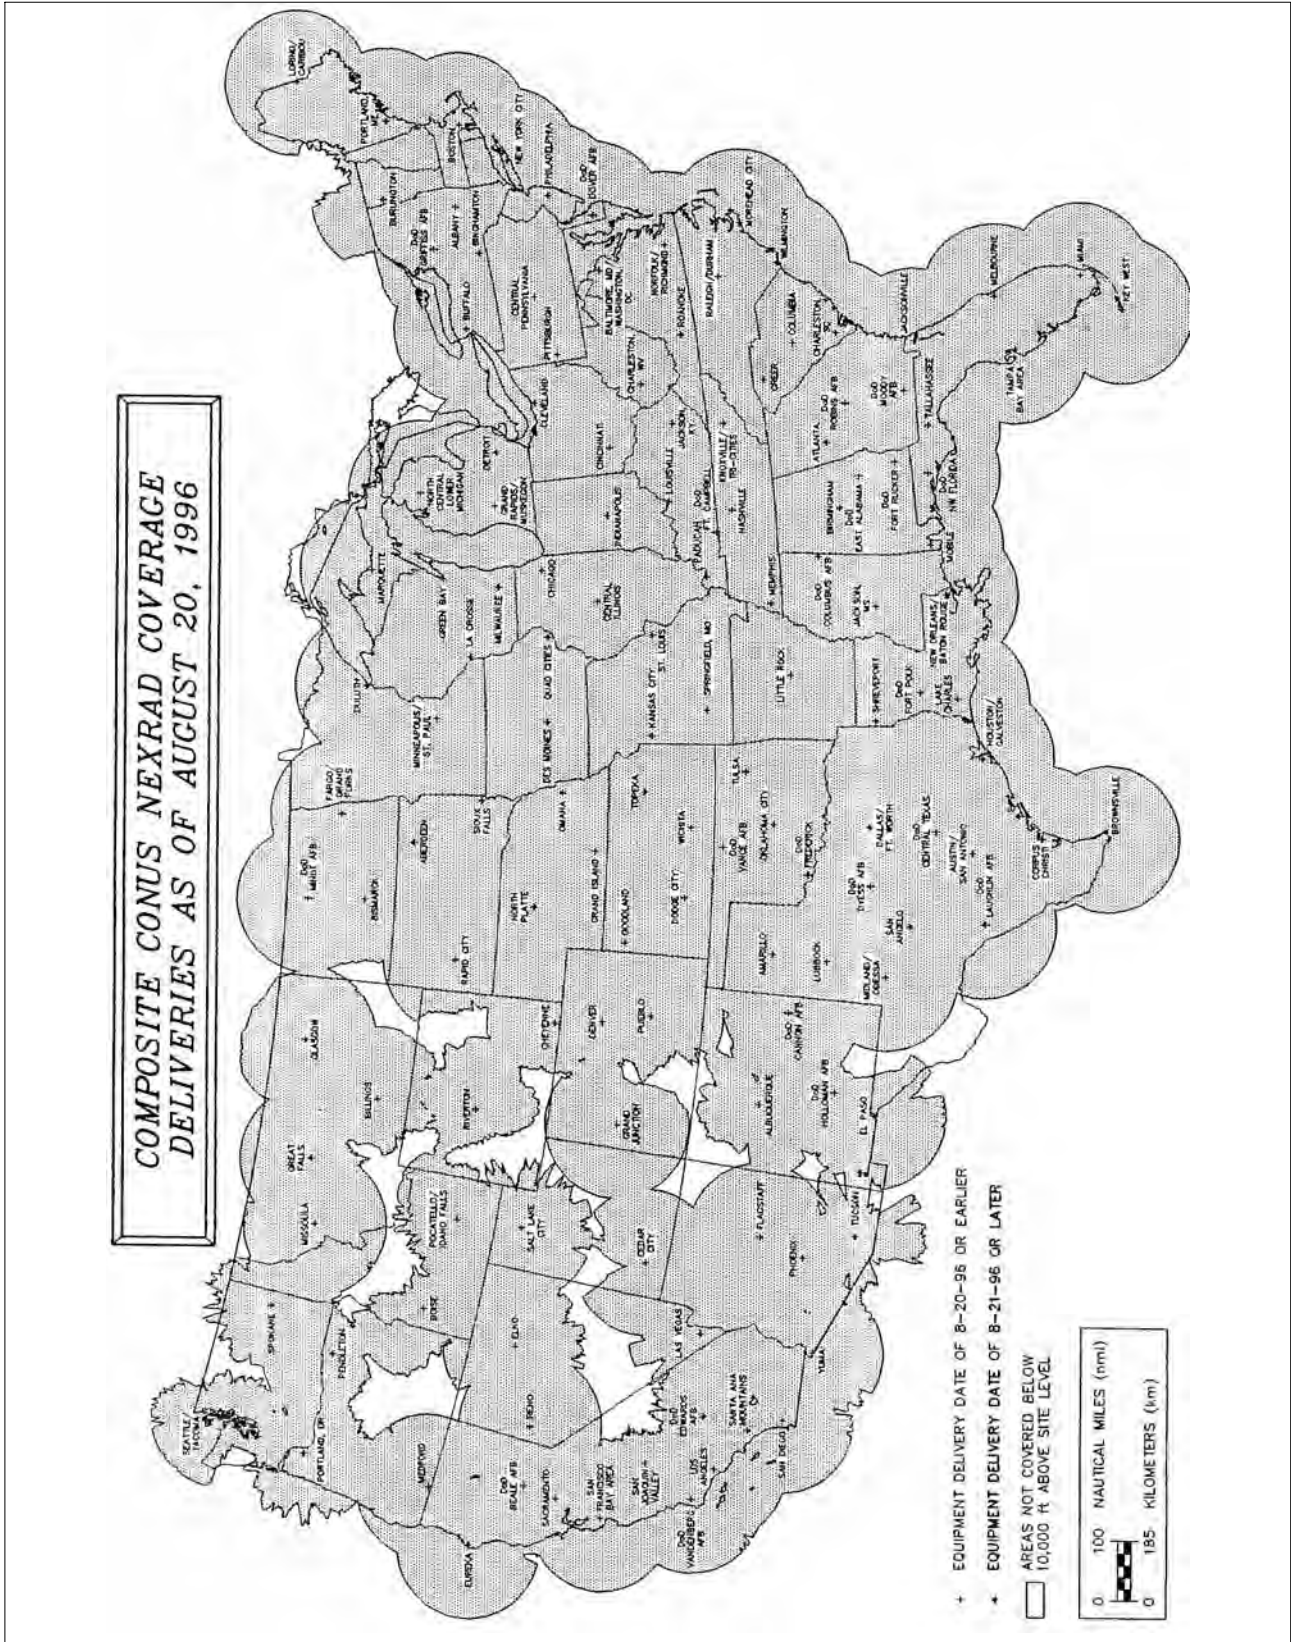 COMPOSITE CONUS NEXRAD COVERAGE
DELIVERIES AS OF AUGUST 20, 1996
SEATTLE/
TACOMA
SPOKANE
PORTLAND, OR
PENDLETON
MISSOULA
GREAT
FALLS
GLASGOW
BILLINGS
DoD
MINOT AFB
BISMARCK
FARGO/
GRAND
FORKS
DULUTH
MINNEAPOLIS/
ST. PAUL
ABERDEEN
RAPID CITY
SIOUX
FALLS
MEDFORD
EUREKA
BOISE
POCATELLO/
IDAHO FALLS
RIVERTON
CHEYENNE
NORTH
PLATTE
GRAND ISLAND
OMAHA
DES MOINES
QUAD CITIES
MARQUETTE
GREEN BAY
LA CROSSE
MILWAUKEE
CHICAGO
CENTRAL
ILLINOIS
NORTH
CENTRAL
LOWER
MICHIGAN
GRAND
RAPIDS/
MUSKEGON
DETROIT
CLEVELAND
CINCINNATI
INDIANAPOLIS
BUFFALO
DoD
GRIFFISS AFB
BURLINGTON
ALBANY
BINGHAMTON
LORING/
CARIBOU
PORTLAND,
ME
BOSTON
NEW YORK CITY
PHILADELPHIA
DoD
DOVER AFB
CENTRAL
PENNSYLVANIA
PITTSBURGH
BALTIMORE, MD/
WASHINGTON,
DC
CHARLESTON,
WV
NORFOLK/
RICHMOND
ROANOKE
RALEIGH/DURHAM
MOREHEAD CITY
WILMINGTON
DoD
BEALE AFB
SACRAMENTO
RENO
ELKO
SALT LAKE
CITY
CEDAR
CITY
GRAND
JUNCTION
DENVER
PUEBLO
GOODLAND
DODGE CITY
WICHITA
TOPEKA
KANSAS CITY
ST. LOUIS
SPRINGFIELD, MO
PADUCAH
DoD
FT. CAMPBELL
LOUISVILLE
JACKSON,
KY
KNOXVILLE/
TRI-CITIES
NASHVILLE
MEMPHIS
SAN
FRANCISCO
BAY AREA
SAN
JOAQUIN
VALLEY
DoD
VANDENBERG
AFB
LOS
ANGELES
DoD
EDWARDS
AFB
SANTA ANA
MOUNTAINS
SAN DIEGO
LAS VEGAS
YUMA
FLAGSTAFF
PHOENIX
TUCSON
ALBUQUERQUE
DoD
HOLLOMAN AFB
EL PASO
DoD
CANNON AFB
AMARILLO
LUBBOCK
MIDLAND/
ODESSA
DoD
VANCE AFB
OKLAHOMA CITY
TULSA
DoD
FREDERICK
DoD
DYESS AFB
DALLAS/
FT. WORTH
SAN
ANGELO
DoD
CENTRAL TEXAS
AUSTIN/
SAN ANTONIO
DoD
LAUGHLIN AFB
CORPUS
CHRISTI
BROWNSVILLE
HOUSTON/
GALVESTON
LITTLE ROCK
SHREVEPORT
DoD
FORT POLK
LAKE
CHARLES
NEW ORLEANS/
BATON ROUGE
DoD
COLUMBUS AFB
JACKSON,
MS
BIRMINGHAM
DoD
EAST ALABAMA
DoD
FORT RUCKER
MOBILE
DoD
NW FLORIDA
ATLANTA
DoD
ROBINS AFB
DoD
MOODY
AFB
TALLAHASSEE
GREER
COLUMBIA
CHARLESTON,
SC
JACKSONVILLE
MELBOURNE
TAMPA
BAY AREA
MIAMI
KEY WEST
+ EQUIPMENT DELIVERY DATE OF 8-20-96 OR EARLIER
EQUIPMENT DELIVERY DATE OF 8-21-96 OR LATER
AREAS NOT COVERED BELOW
10,000 ft ABOVE SITE LEVEL
0 100 NAUTICAL MILES (nmi)
0 185 KILOMETERS (km)